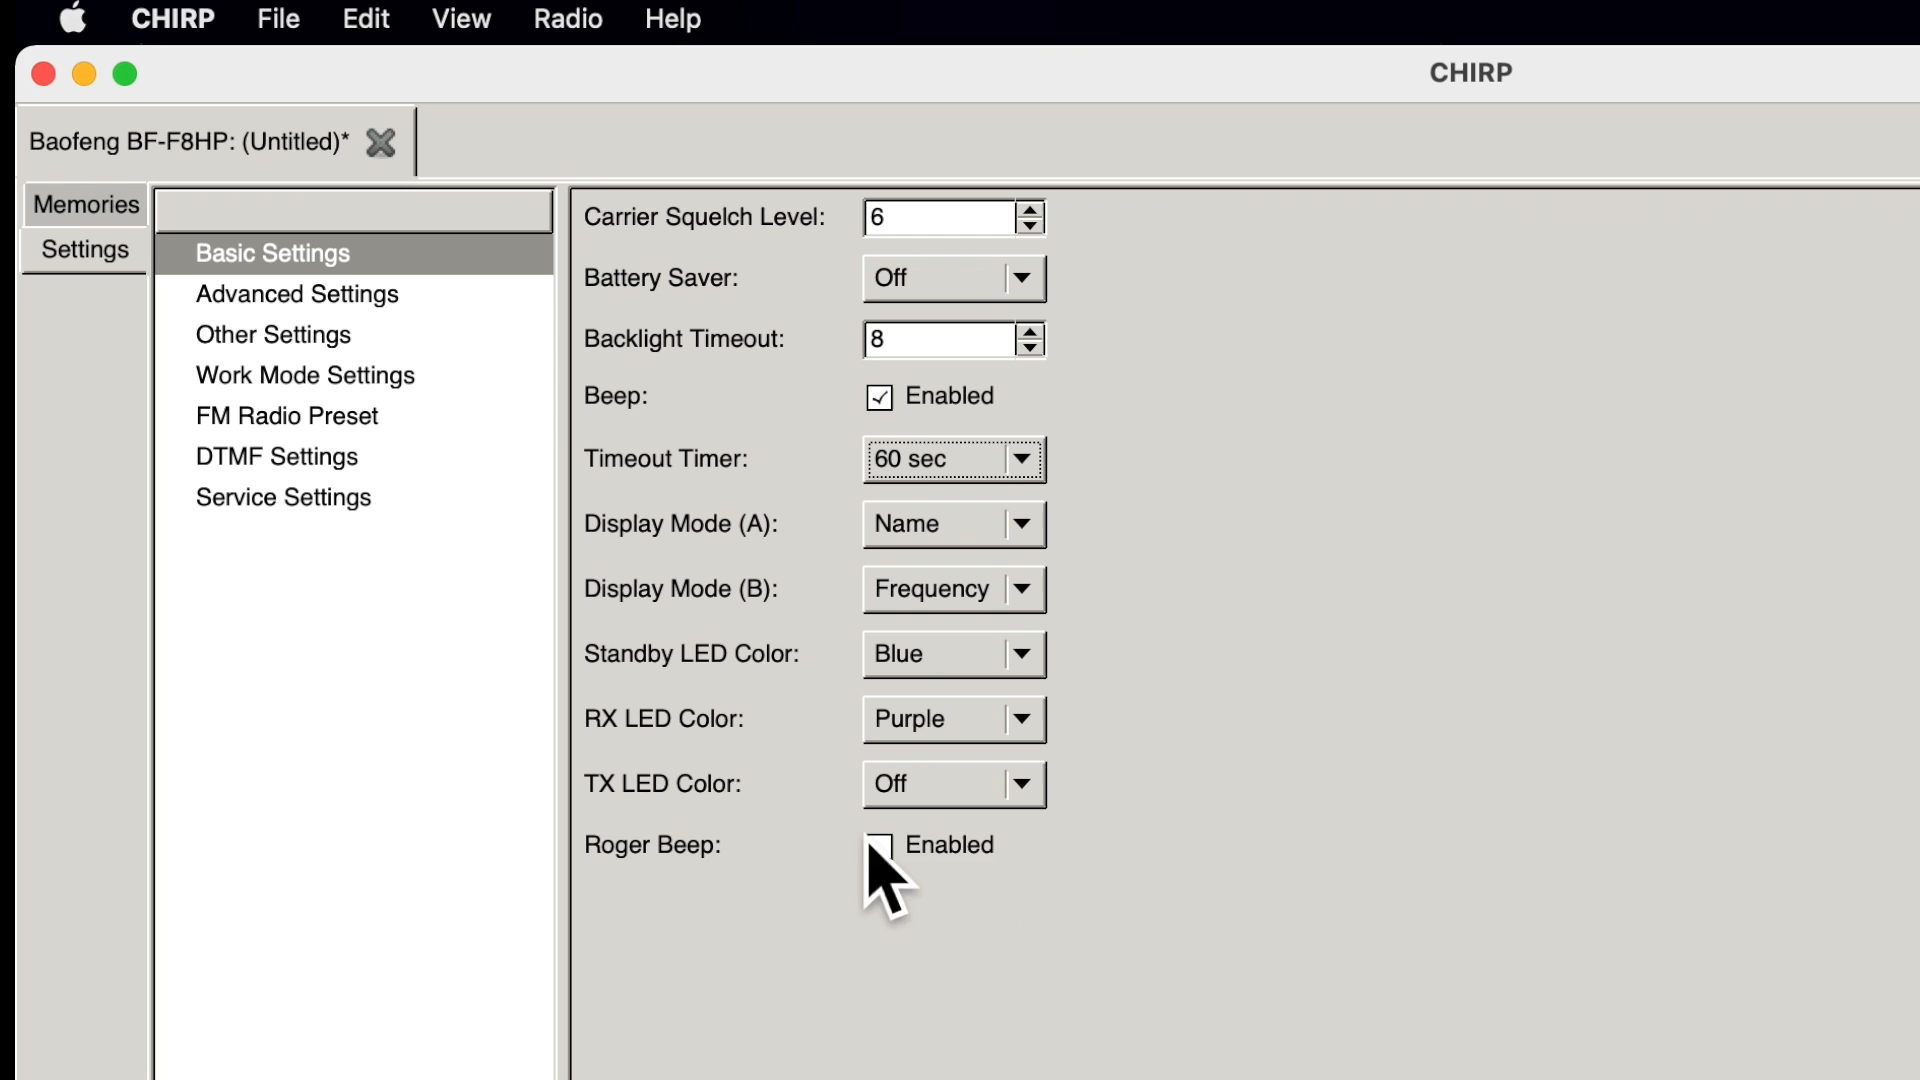 CHIRP File Edit View Radio Help
CHIRP
Baofeng BF-F8HP: (Untitled)*
Memories
Settings
Basic Settings
Advanced Settings
Other Settings
Work Mode Settings
FM Radio Preset
DTMF Settings
Service Settings
Carrier Squelch Level: 6
Battery Saver: Off
Backlight Timeout: 8
Beep: Enabled
Timeout Timer: 60 sec
Display Mode (A): Name
Display Mode (B): Frequency
Standby LED Color: Blue
RX LED Color: Purple
TX LED Color: Off
Roger Beep: Enabled